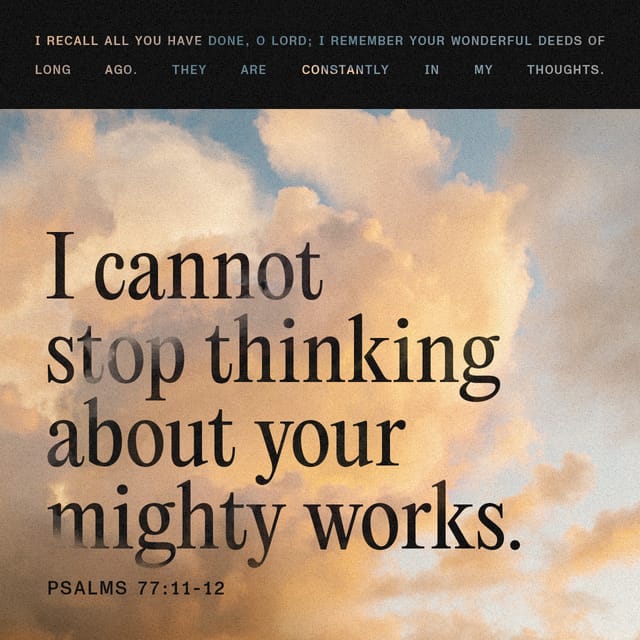 I RECALL ALL YOU HAVE DONE, O LORD; I REMEMBER YOUR WONDERFUL DEEDS OF
LONG AGO. THEY ARE CONSTANTLY IN MY THOUGHTS.
I cannot
stop thinking
about your
mighty works.
PSALMS 77:11-12